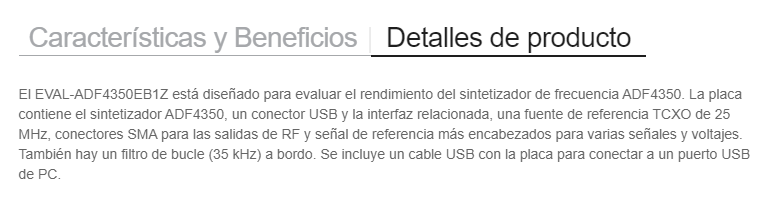 Características y Beneficios
Detalles de producto
El EVAL-ADF4350EB1Z está diseñado para evaluar el rendimiento del sintetizador de frecuencia ADF4350. La placa
contiene el sintetizador ADF4350, un conector USB y la interfaz relacionada, una fuente de referencia TCXO de 25
MHz, conectores SMA para las salidas de RF y señal de referencia más encabezados para varias señales y voltajes.
También hay un filtro de bucle (35 kHz) a bordo. Se incluye un cable USB con la placa para conectar a un puerto USB
de PC.